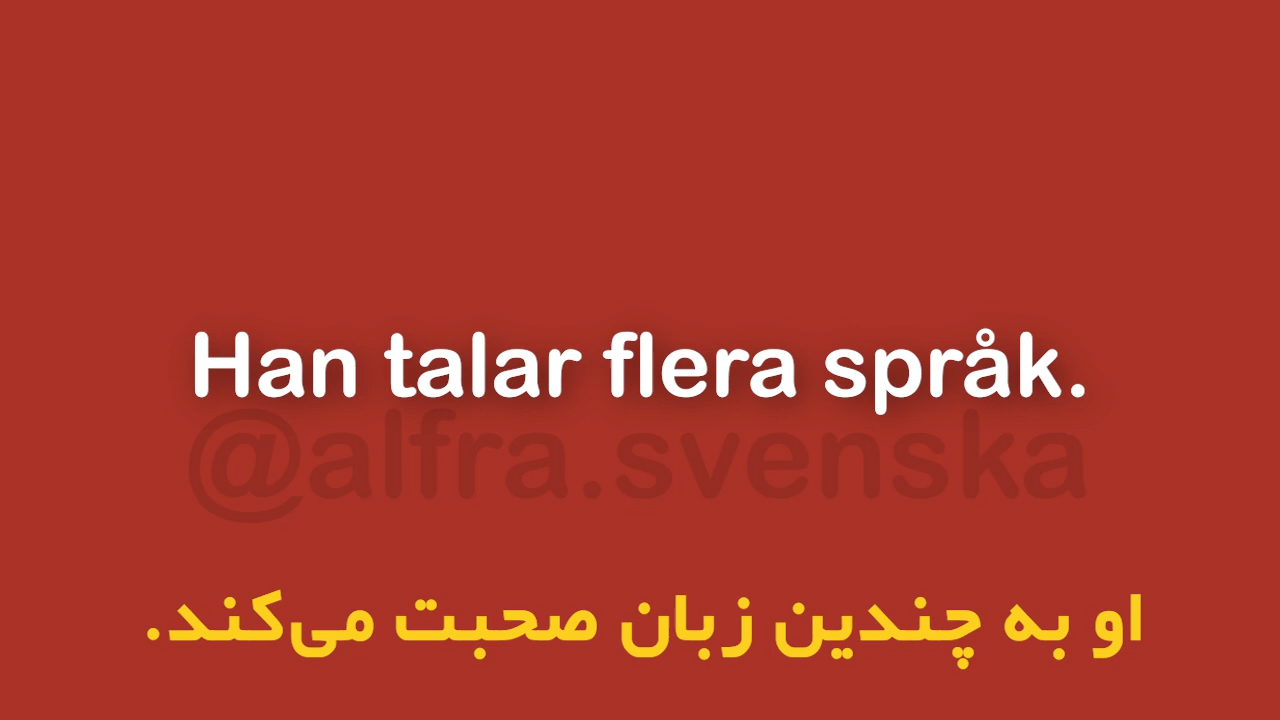 Han talar flera språk.
@alfra.svenska
او به چندین زبان صحبت می‌کند.